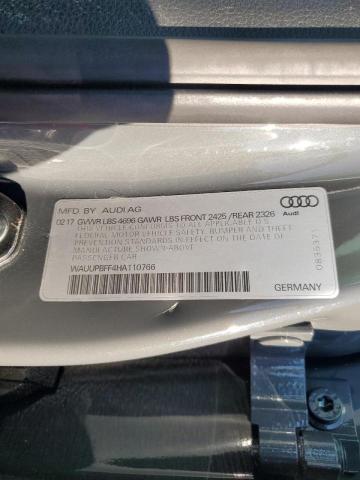 MFD. BY AUDI AG
02·17 GVWR LBS 4696 GAWR LBS FRONT 2425 /REAR 2326
THIS VEHICLE CONFORMS TO ALL APPLICABLE U.S.
FEDERAL MOTOR VEHICLE SAFETY, BUMPER AND THEFT
PREVENTION STANDARDS IN EFFECT ON THE DATE OF
MANUFACTURE SHOWN ABOVE.
PASSENGER CAR
WAUUPBFF4HA110766
Audi
0835371
GERMANY